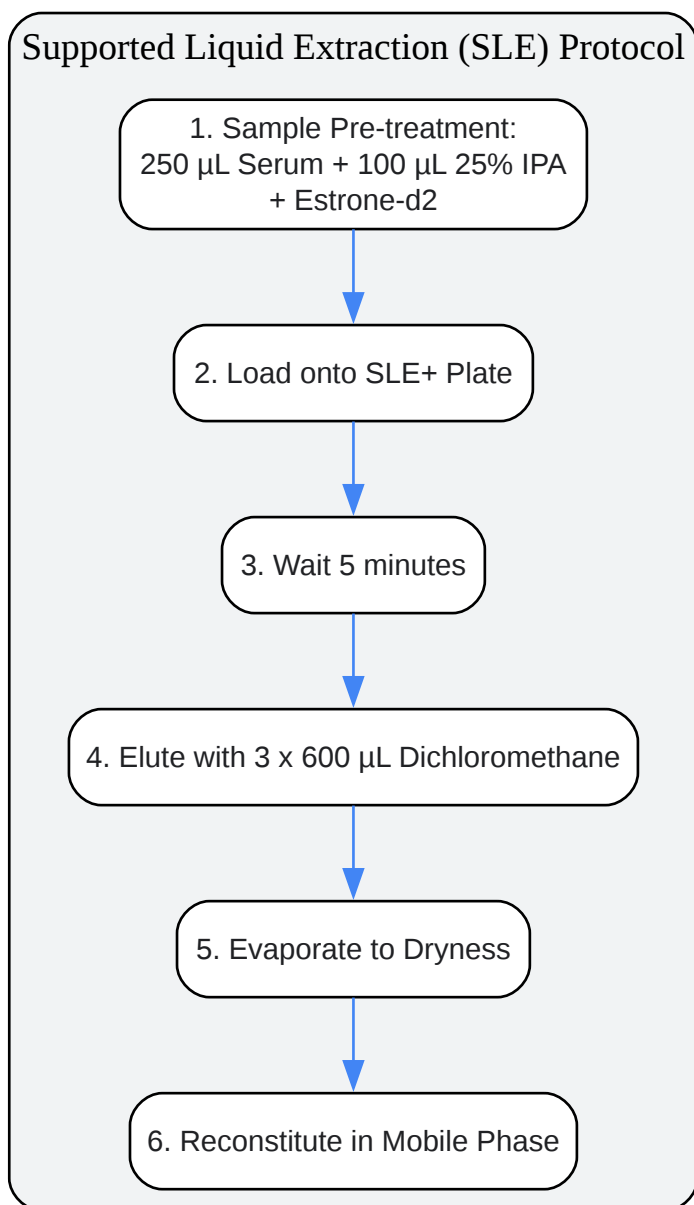 Supported Liquid Extraction (SLE) Protocol
1. Sample Pre-treatment:
250 µL Serum + 100 µL 25% IPA
+ Estrone-d2
2. Load onto SLE+ Plate
3. Wait 5 minutes
4. Elute with 3 x 600 µL Dichloromethane
5. Evaporate to Dryness
6. Reconstitute in Mobile Phase